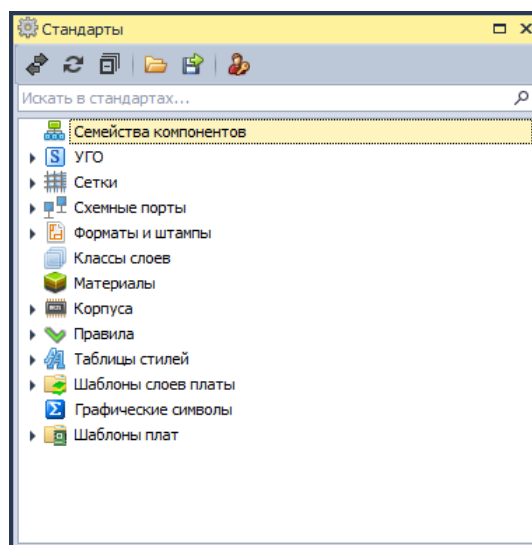 Стандарты
Искать в стандартах...
Семейства компонентов
S УГО
Сетки
Схемные порты
Форматы и штампы
Классы слоев
Материалы
Корпуса
Правила
Таблицы стилей
Шаблоны слоев платы
Σ Графические символы
Шаблоны плат